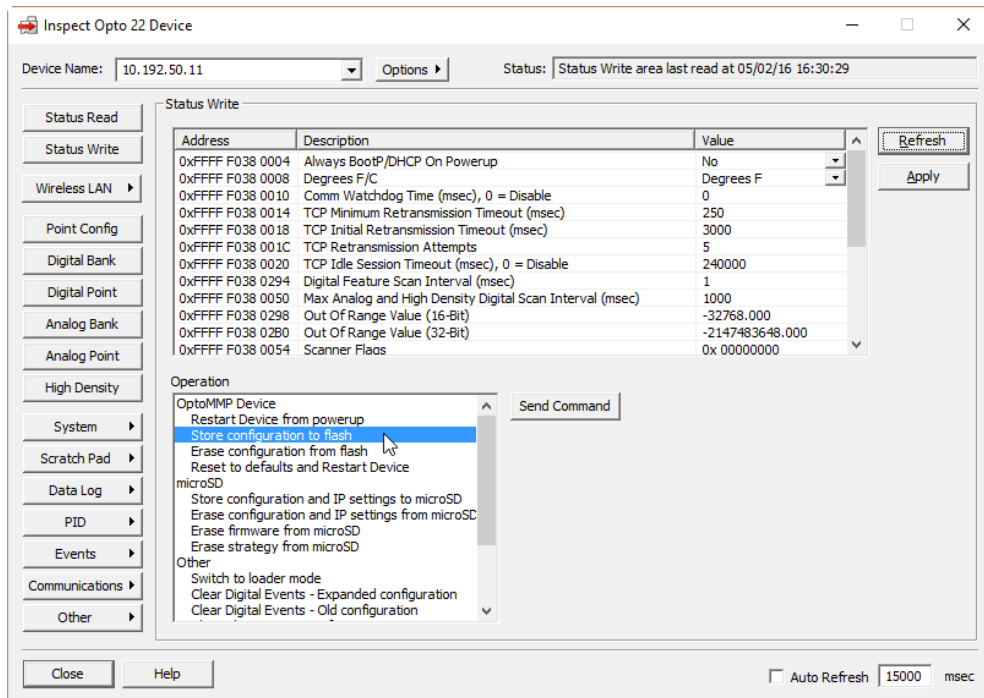 Inspect Opto 22 Device
Device Name: 10.192.50.11 Options Status: Status Write area last read at 05/02/16 16:30:29
Status Read
Status Write
Wireless LAN
Point Config
Digital Bank
Digital Point
Analog Bank
Analog Point
High Density
System
Scratch Pad
Data Log
PID
Events
Communications
Other
Status Write
Address Description Value
0xFFFF F038 0004 Always BootP/DHCP On Powerup No
0xFFFF F038 0008 Degrees F/C Degrees F
0xFFFF F038 0010 Comm Watchdog Time (msec), 0 = Disable 0
0xFFFF F038 0014 TCP Minimum Retransmission Timeout (msec) 250
0xFFFF F038 0018 TCP Initial Retransmission Timeout (msec) 3000
0xFFFF F038 001C TCP Retransmission Attempts 5
0xFFFF F038 0020 TCP Idle Session Timeout (msec), 0 = Disable 240000
0xFFFF F038 0294 Digital Feature Scan Interval (msec) 1
0xFFFF F038 0050 Max Analog and High Density Digital Scan Interval (msec) 1000
0xFFFF F038 0298 Out Of Range Value (16-Bit) -32768.000
0xFFFF F038 02B0 Out Of Range Value (32-Bit) -2147483648.000
0xFFFF F038 0054 Scanner Flags 0x 00000000
Refresh
Apply
Operation
OptoMMP Device
Restart Device from powerup
Store configuration to flash
Erase configuration from flash
Reset to defaults and Restart Device
microSD
Store configuration and IP settings to microSD
Erase configuration and IP settings from microSD
Erase firmware from microSD
Erase strategy from microSD
Other
Switch to loader mode
Clear Digital Events - Expanded configuration
Clear Digital Events - Old configuration
Send Command
Close Help Auto Refresh 15000 msec